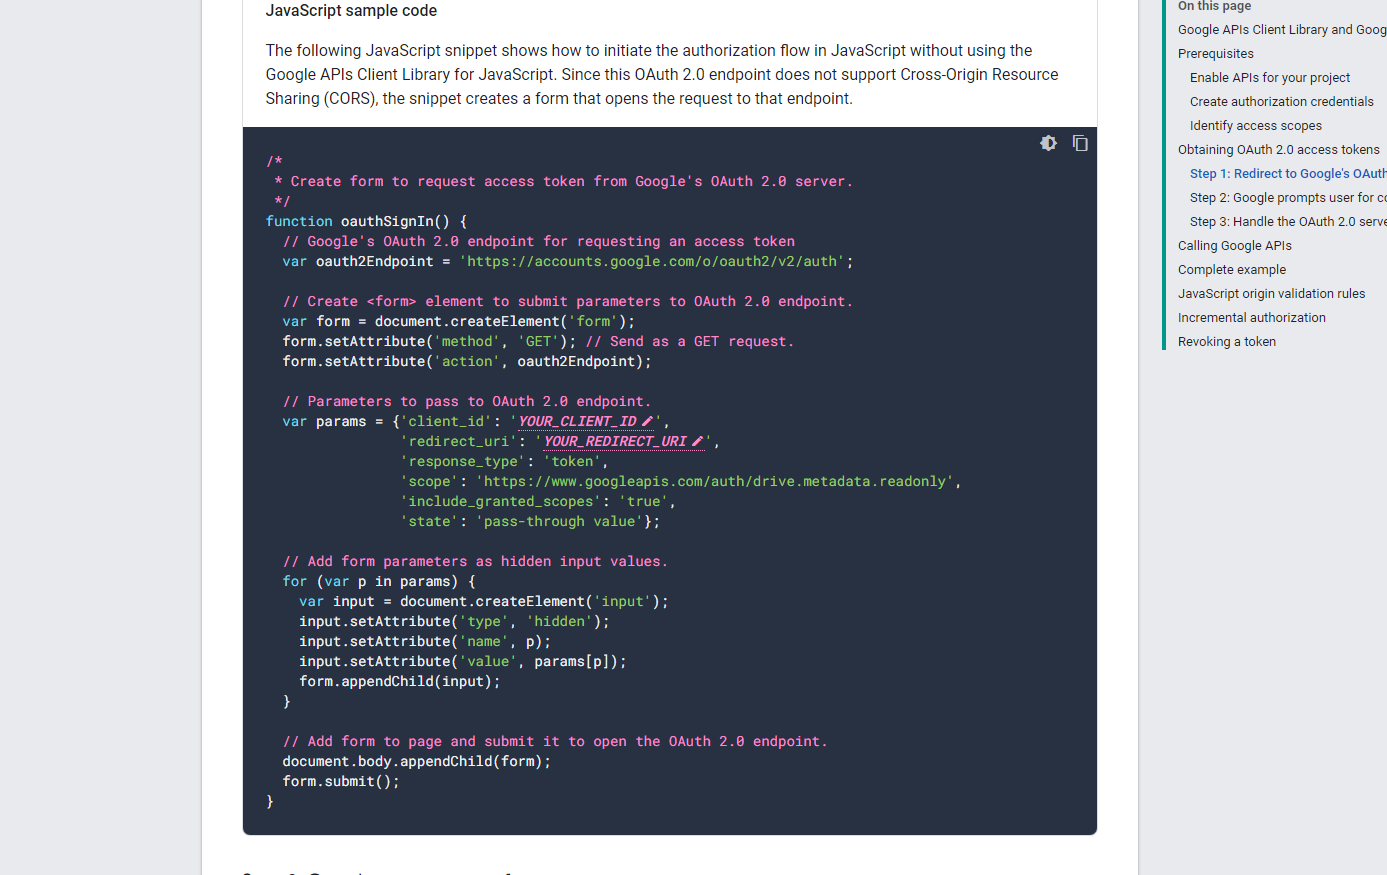 JavaScript sample code
The following JavaScript snippet shows how to initiate the authorization flow in JavaScript without using the
Google APIs Client Library for JavaScript. Since this OAuth 2.0 endpoint does not support Cross-Origin Resource
Sharing (CORS), the snippet creates a form that opens the request to that endpoint.
/*
 * Create form to request access token from Google's OAuth 2.0 server.
 */
function oauthSignIn() {
  // Google's OAuth 2.0 endpoint for requesting an access token
  var oauth2Endpoint = 'https://accounts.google.com/o/oauth2/v2/auth';
  // Create <form> element to submit parameters to OAuth 2.0 endpoint.
  var form = document.createElement('form');
  form.setAttribute('method', 'GET'); // Send as a GET request.
  form.setAttribute('action', oauth2Endpoint);
  // Parameters to pass to OAuth 2.0 endpoint.
  var params = {'client_id': 'YOUR_CLIENT_ID',
                'redirect_uri': 'YOUR_REDIRECT_URI',
                'response_type': 'token',
                'scope': 'https://www.googleapis.com/auth/drive.metadata.readonly',
                'include_granted_scopes': 'true',
                'state': 'pass-through value'};
  // Add form parameters as hidden input values.
  for (var p in params) {
    var input = document.createElement('input');
    input.setAttribute('type', 'hidden');
    input.setAttribute('name', p);
    input.setAttribute('value', params[p]);
    form.appendChild(input);
  }
  // Add form to page and submit it to open the OAuth 2.0 endpoint.
  document.body.appendChild(form);
  form.submit();
}
On this page
Google APIs Client Library and Goog
Prerequisites
Enable APIs for your project
Create authorization credentials
Identify access scopes
Obtaining OAuth 2.0 access tokens
Step 1: Redirect to Google's OAuth
Step 2: Google prompts user for co
Step 3: Handle the OAuth 2.0 serve
Calling Google APIs
Complete example
JavaScript origin validation rules
Incremental authorization
Revoking a token